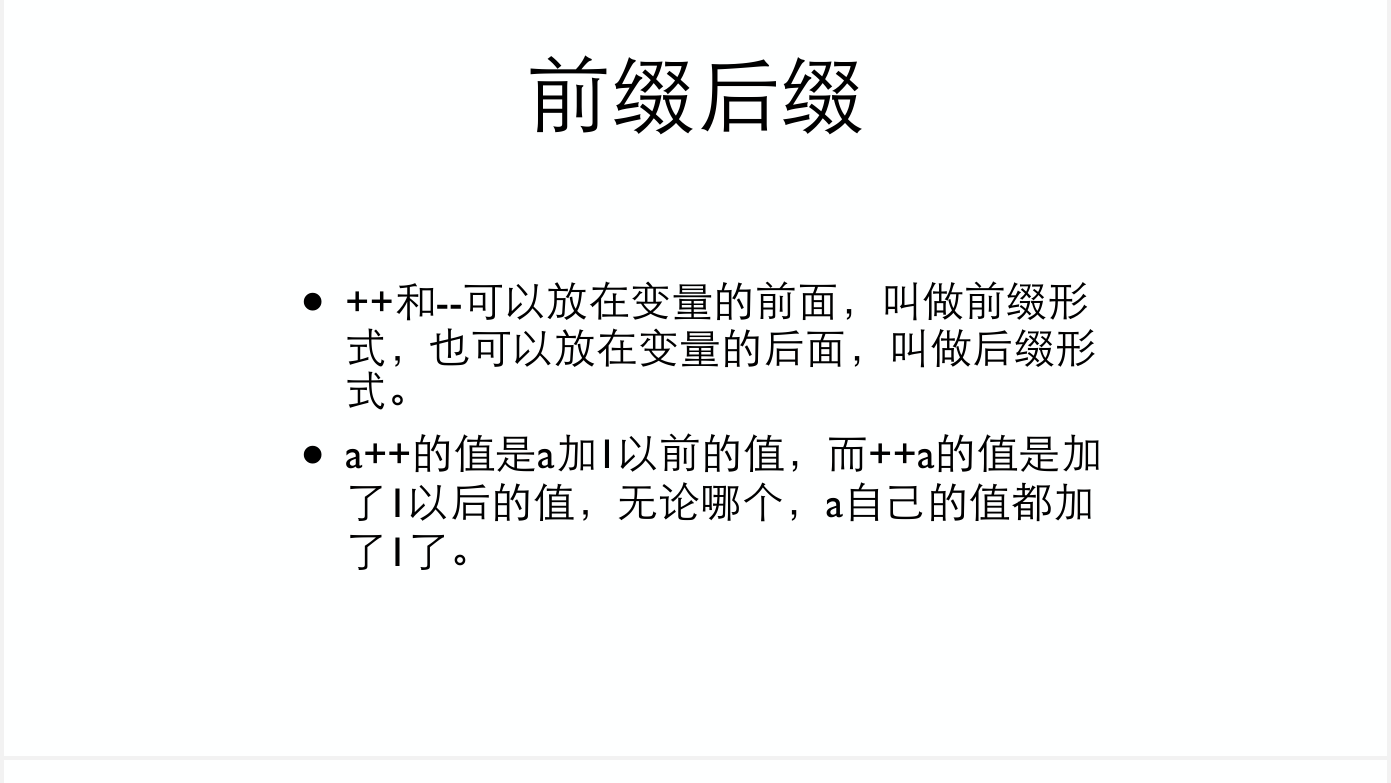 前缀后缀
• ++和--可以放在变量的前面，叫做前缀形
式，也可以放在变量的后面，叫做后缀形
式。
• a++的值是a加1以前的值，而++a的值是加
了1以后的值，无论哪个，a自己的值都加
了1了。